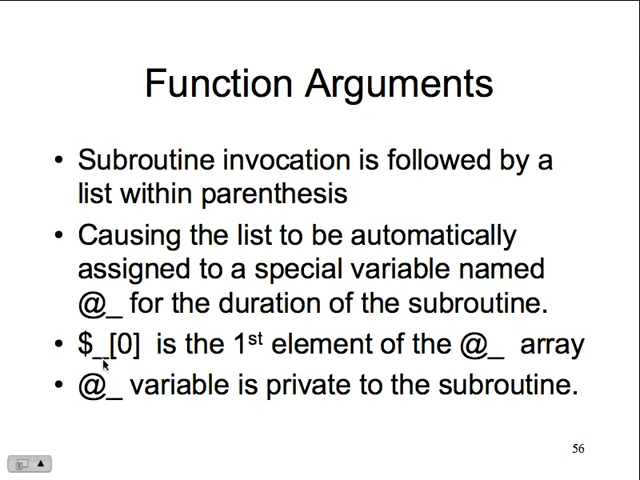 Function Arguments
• Subroutine invocation is followed by a
list within parenthesis
• Causing the list to be automatically
assigned to a special variable named
@_ for the duration of the subroutine.
• $_[0] is the 1st element of the @_ array
• @_ variable is private to the subroutine.
56